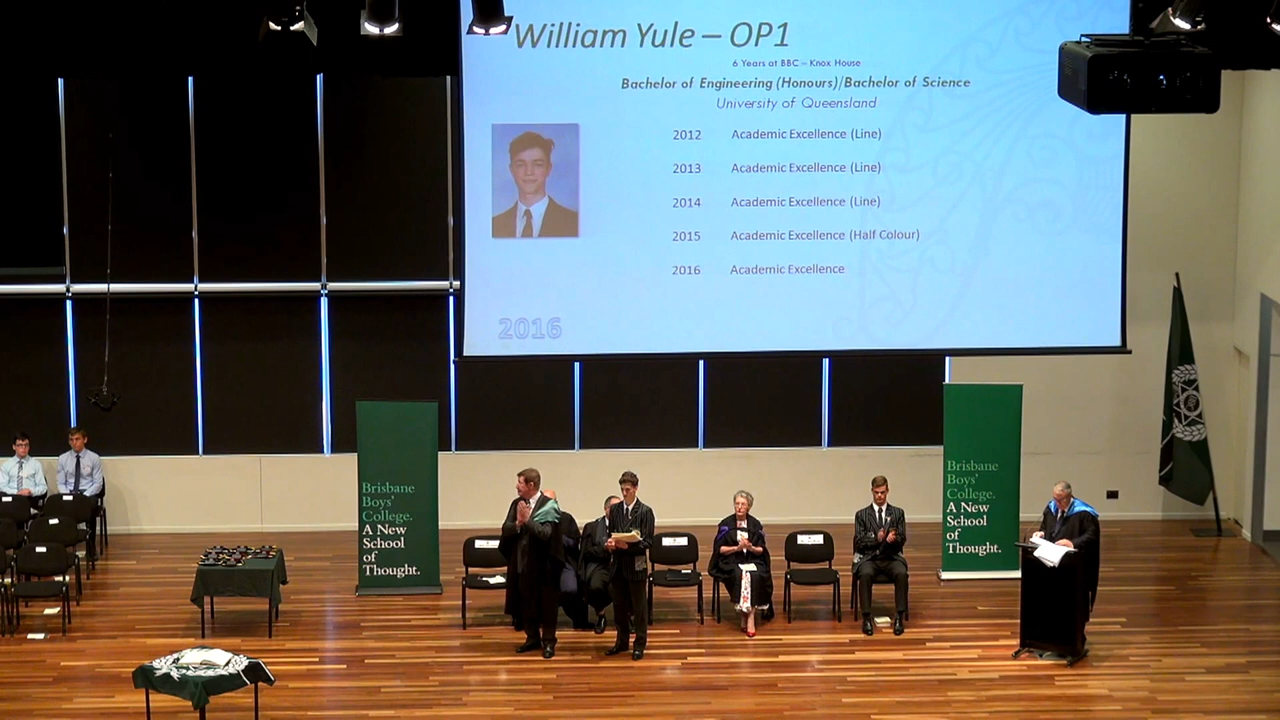 William Yule – OP1
6 Years at BBC – Knox House
Bachelor of Engineering (Honours)/Bachelor of Science
University of Queensland
2012 Academic Excellence (Line)
2013 Academic Excellence (Line)
2014 Academic Excellence (Line)
2015 Academic Excellence (Half Colour)
2016 Academic Excellence
2016
Brisbane
Boys'
College.
A New
School
of
Thought.
Brisbane
Boys'
College.
A New
School
of
Thought.